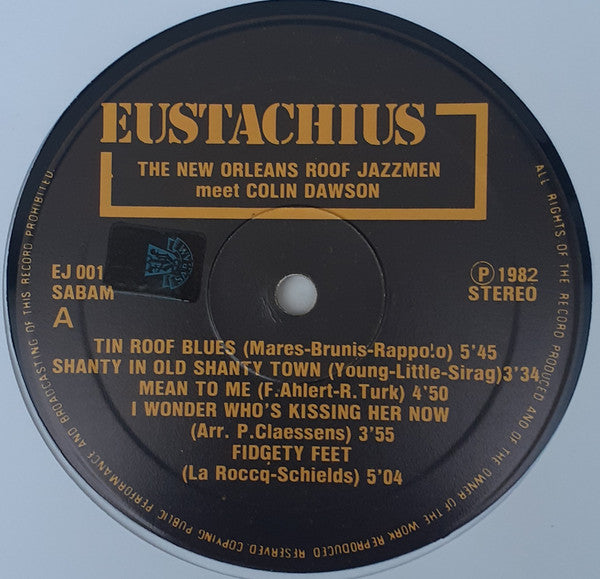 EUSTACHIUS
THE NEW ORLEANS ROOF JAZZMEN
meet COLIN DAWSON
EJ 001
SABAM
A
Ⓟ 1982
STEREO
TIN ROOF BLUES (Mares-Brunis-Rappolo) 5'45
SHANTY IN OLD SHANTY TOWN (Young-Little-Sirag)3'34
MEAN TO ME (F.Ahlert-R.Turk) 4'50
I WONDER WHO'S KISSING HER NOW
(Arr. P.Claessens) 3'55
FIDGETY FEET
(La Roccq-Schields) 5'04
ALL RIGHTS OF THE RECORD PRODUCER AND OF THE OWNER OF THE WORK REPRODUCED RESERVED COPYING PUBLIC PERFORMANCE AND BROADCASTING OF THIS RECORD PROHIBITED